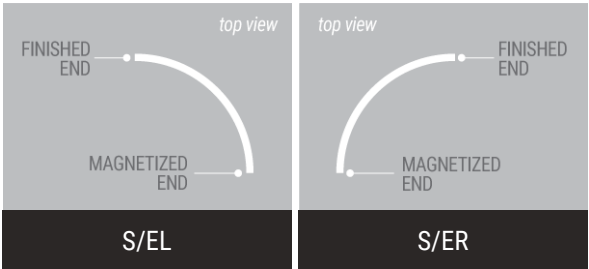 top view
FINISHED
END
MAGNETIZED
END
S/EL
top view
FINISHED
END
MAGNETIZED
END
S/ER